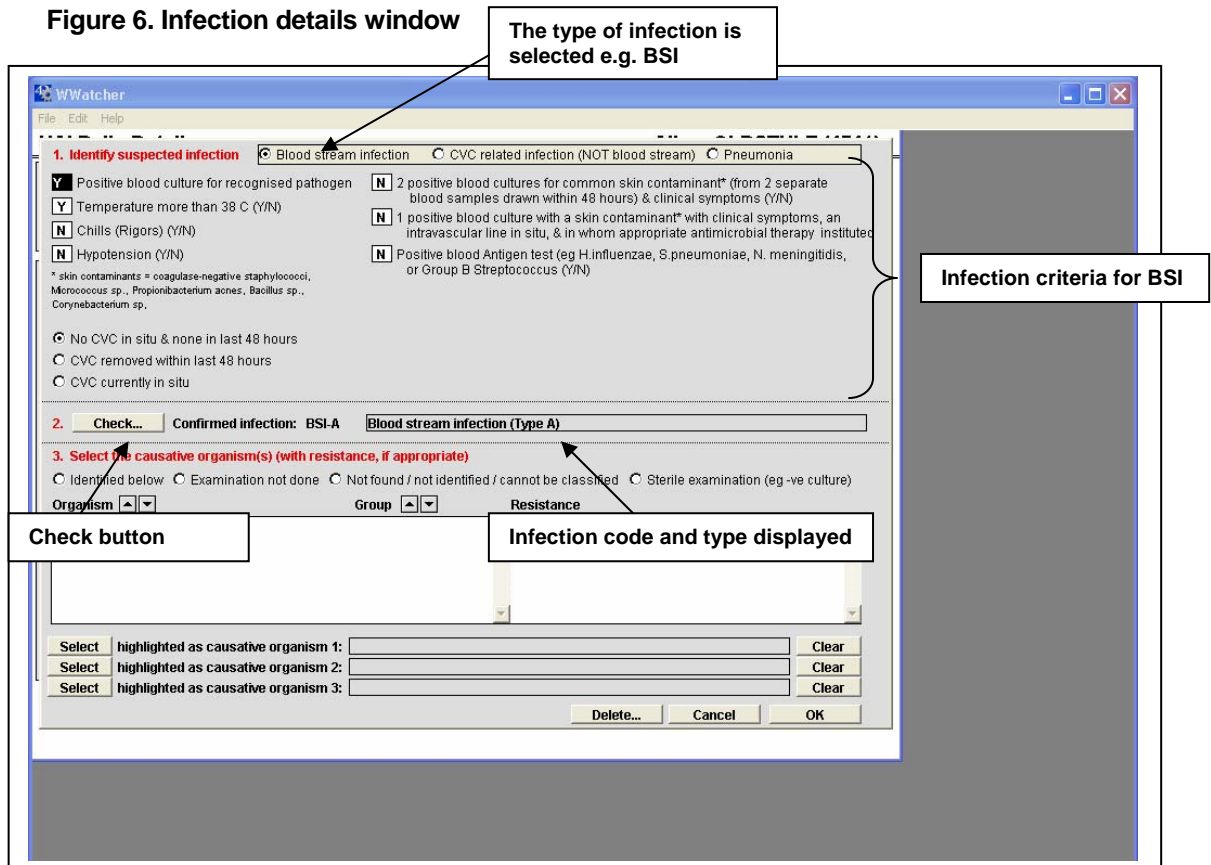 Figure 6. Infection details window
The type of infection is
selected e.g. BSI
WWatcher
File Edit Help
1. Identify suspected infection Blood stream infection CVC related infection (NOT blood stream) Pneumonia
Y Positive blood culture for recognised pathogen
Y Temperature more than 38 C (Y/N)
N Chills (Rigors) (Y/N)
N Hypotension (Y/N)
* skin contaminants = coagulase-negative staphylococci,
Micrococcus sp., Propionibacterium acnes, Bacillus sp.,
Corynebacterium sp.
N 2 positive blood cultures for common skin contaminant* (from 2 separate
blood samples drawn within 48 hours) & clinical symptoms (Y/N)
N 1 positive blood culture with a skin contaminant* with clinical symptoms, an
intravascular line in situ, & in whom appropriate antimicrobial therapy instituted
N Positive blood Antigen test (eg H.influenzae, S.pneumoniae, N. meningitidis,
or Group B Streptococcus (Y/N)
Infection criteria for BSI
No CVC in situ & none in last 48 hours
CVC removed within last 48 hours
CVC currently in situ
2. Check... Confirmed infection: BSI-A Blood stream infection (Type A)
3. Select the causative organism(s) (with resistance, if appropriate)
Identified below Examination not done Not found / not identified / cannot be classified Sterile examination (eg -ve culture)
Organism Group Resistance
Check button
Infection code and type displayed
Select highlighted as causative organism 1: Clear
Select highlighted as causative organism 2: Clear
Select highlighted as causative organism 3: Clear
Delete... Cancel OK